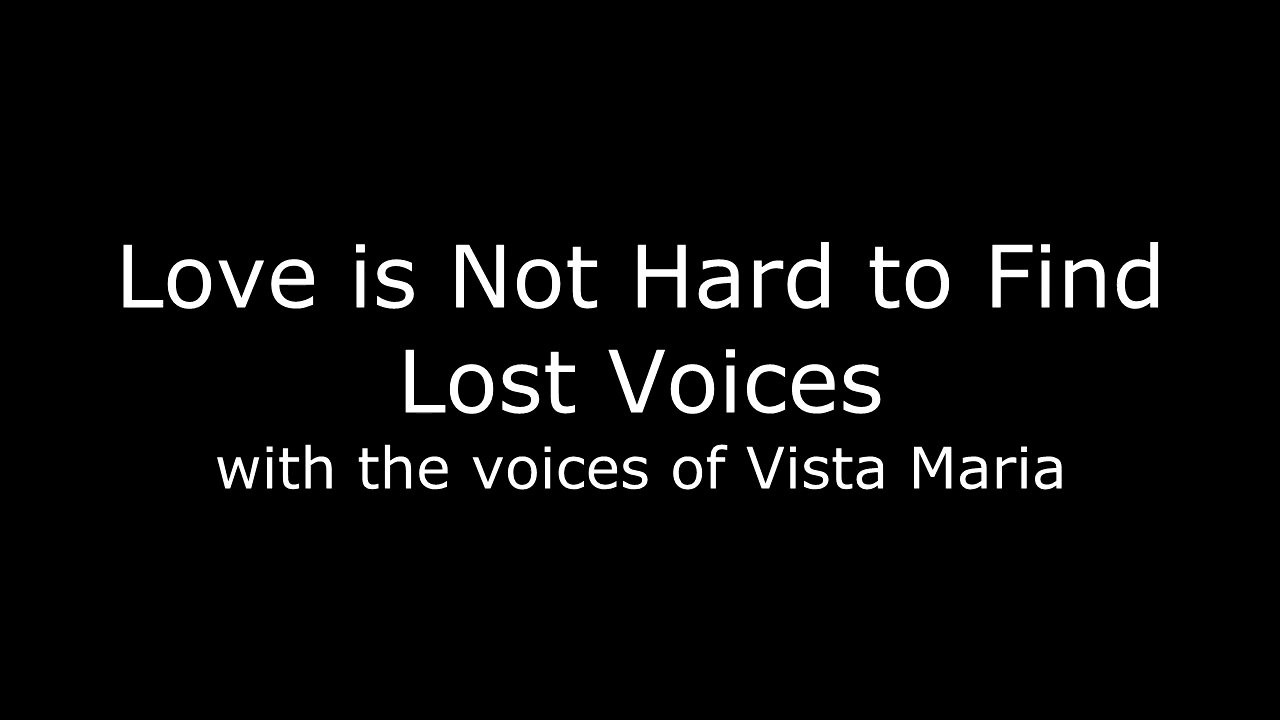 Love is Not Hard to Find
Lost Voices
with the voices of Vista Maria